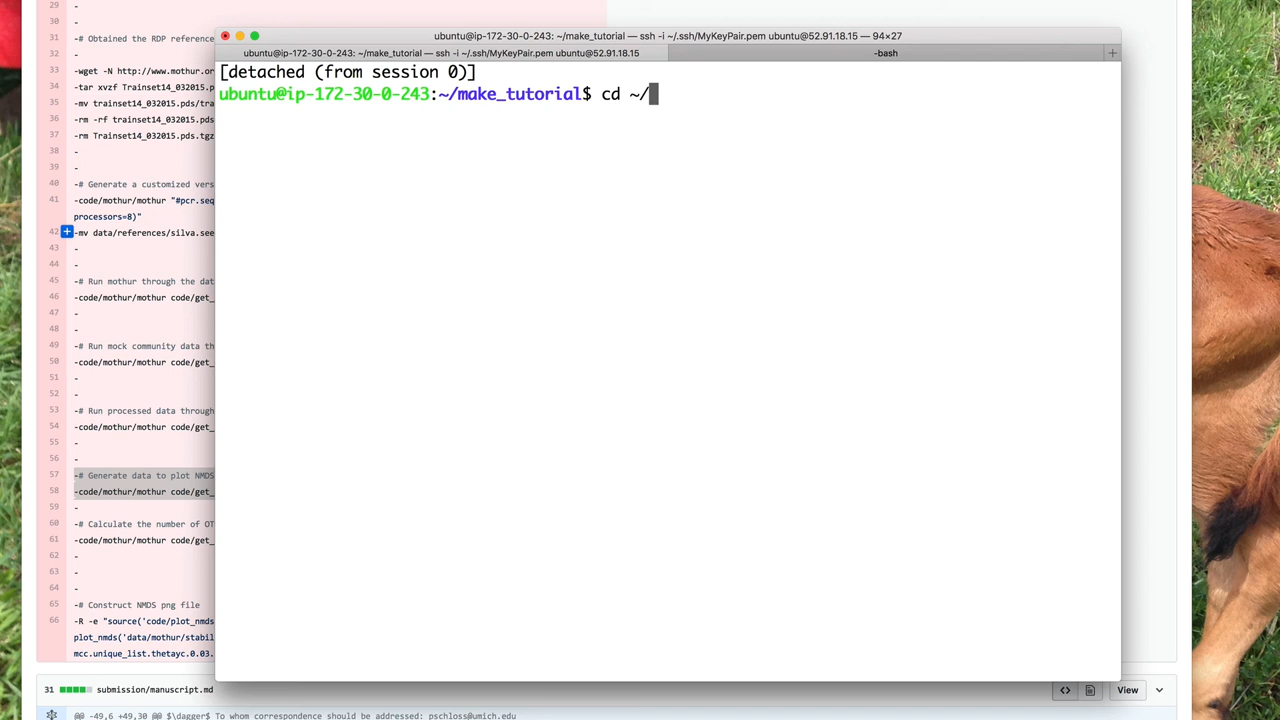 29 -
30 -
31 -# Obtained the RDP reference
32 -
33 -wget -N http://www.mothur.or
34 -tar xvzf Trainset14_032015.p
35 -mv trainset14_032015.pds/tra
36 -rm -rf trainset14_032015.pds
37 -rm Trainset14_032015.pds.tgz
38 -
39 -
40 -# Generate a customized vers
41 -code/mothur/mothur "#pcr.seq
processors=8)"
42 + -mv data/references/silva.see
43 -
44 -
45 -# Run mothur through the dat
46 -code/mothur/mothur code/get_
47 -
48 -
49 -# Run mock community data th
50 -code/mothur/mothur code/get_
51 -
52 -
53 -# Run processed data through
54 -code/mothur/mothur code/get_
55 -
56 -
57 -# Generate data to plot NMDS
58 -code/mothur/mothur code/get_
59 -
60 -# Calculate the number of OT
61 -code/mothur/mothur code/get_
62 -
63 -
64 -
65 -# Construct NMDS png file
66 -R -e "source('code/plot_nmds
plot_nmds('data/mothur/stabil
mcc.unique_list.thetayc.0.03.
31 submission/manuscript.md
View
@@ -49,6 +49,30 @@ $\dagger$ To whom correspondence should be addressed: pschloss@umich.edu
ubuntu@ip-172-30-0-243: ~/make_tutorial — ssh -i ~/.ssh/MyKeyPair.pem ubuntu@52.91.18.15 — 94×27
ubuntu@ip-172-30-0-243: ~/make_tutorial — ssh -i ~/.ssh/MyKeyPair.pem ubuntu@52.91.18.15
-bash
[detached (from session 0)]
ubuntu@ip-172-30-0-243:~/make_tutorial$ cd ~/